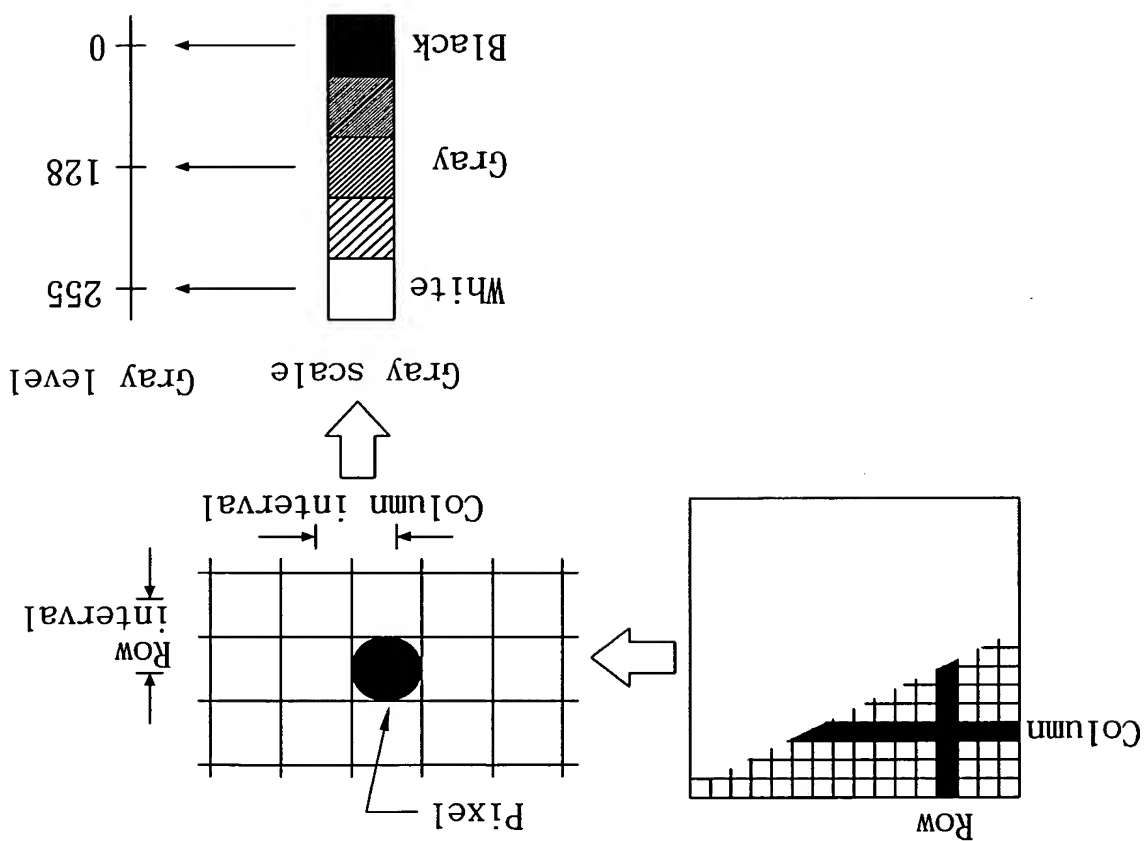 Row
Column
Pixel
Row
interval
Column interval
Gray scale
Gray level
White
255
Gray
128
Black
0